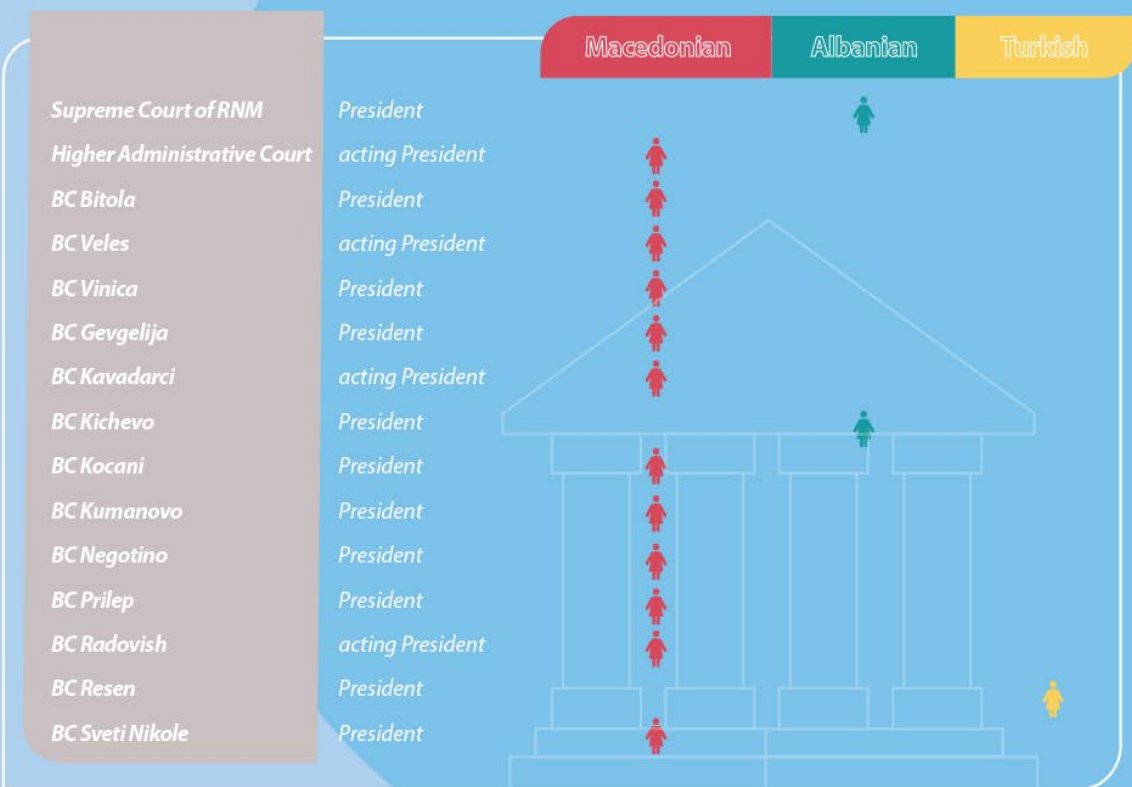 Macedonian Albanian Turkish
Supreme Court of RNM President
Higher Administrative Court acting President
BC Bitola President
BC Veles acting President
BC Vinica President
BC Gevgelija President
BC Kavadarci acting President
BC Kichevo President
BC Kocani President
BC Kumanovo President
BC Negotino President
BC Prilep President
BC Radovish acting President
BC Resen President
BC Sveti Nikole President